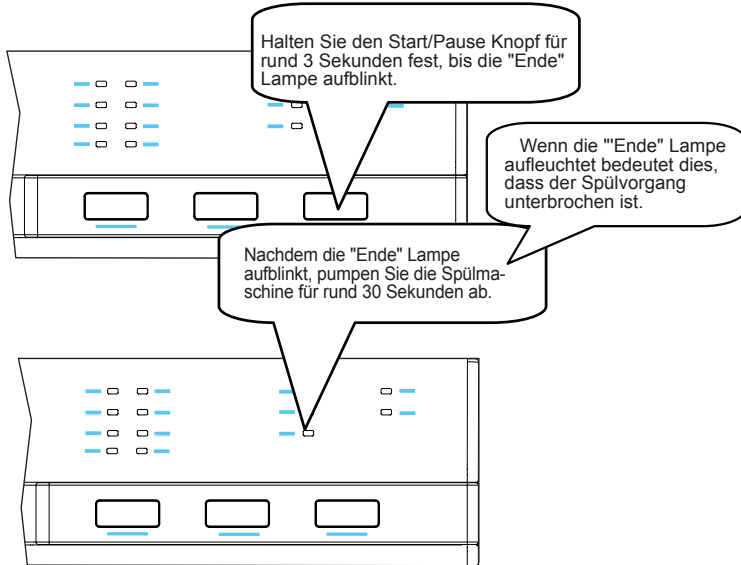 Halten Sie den Start/Pause Knopf für
rund 3 Sekunden fest, bis die "Ende"
Lampe aufblinkt.
Wenn die "'Ende" Lampe
aufleuchtet bedeutet dies,
dass der Spülvorgang
unterbrochen ist.
Nachdem die "Ende" Lampe
aufblinkt, pumpen Sie die Spülma-
schine für rund 30 Sekunden ab.